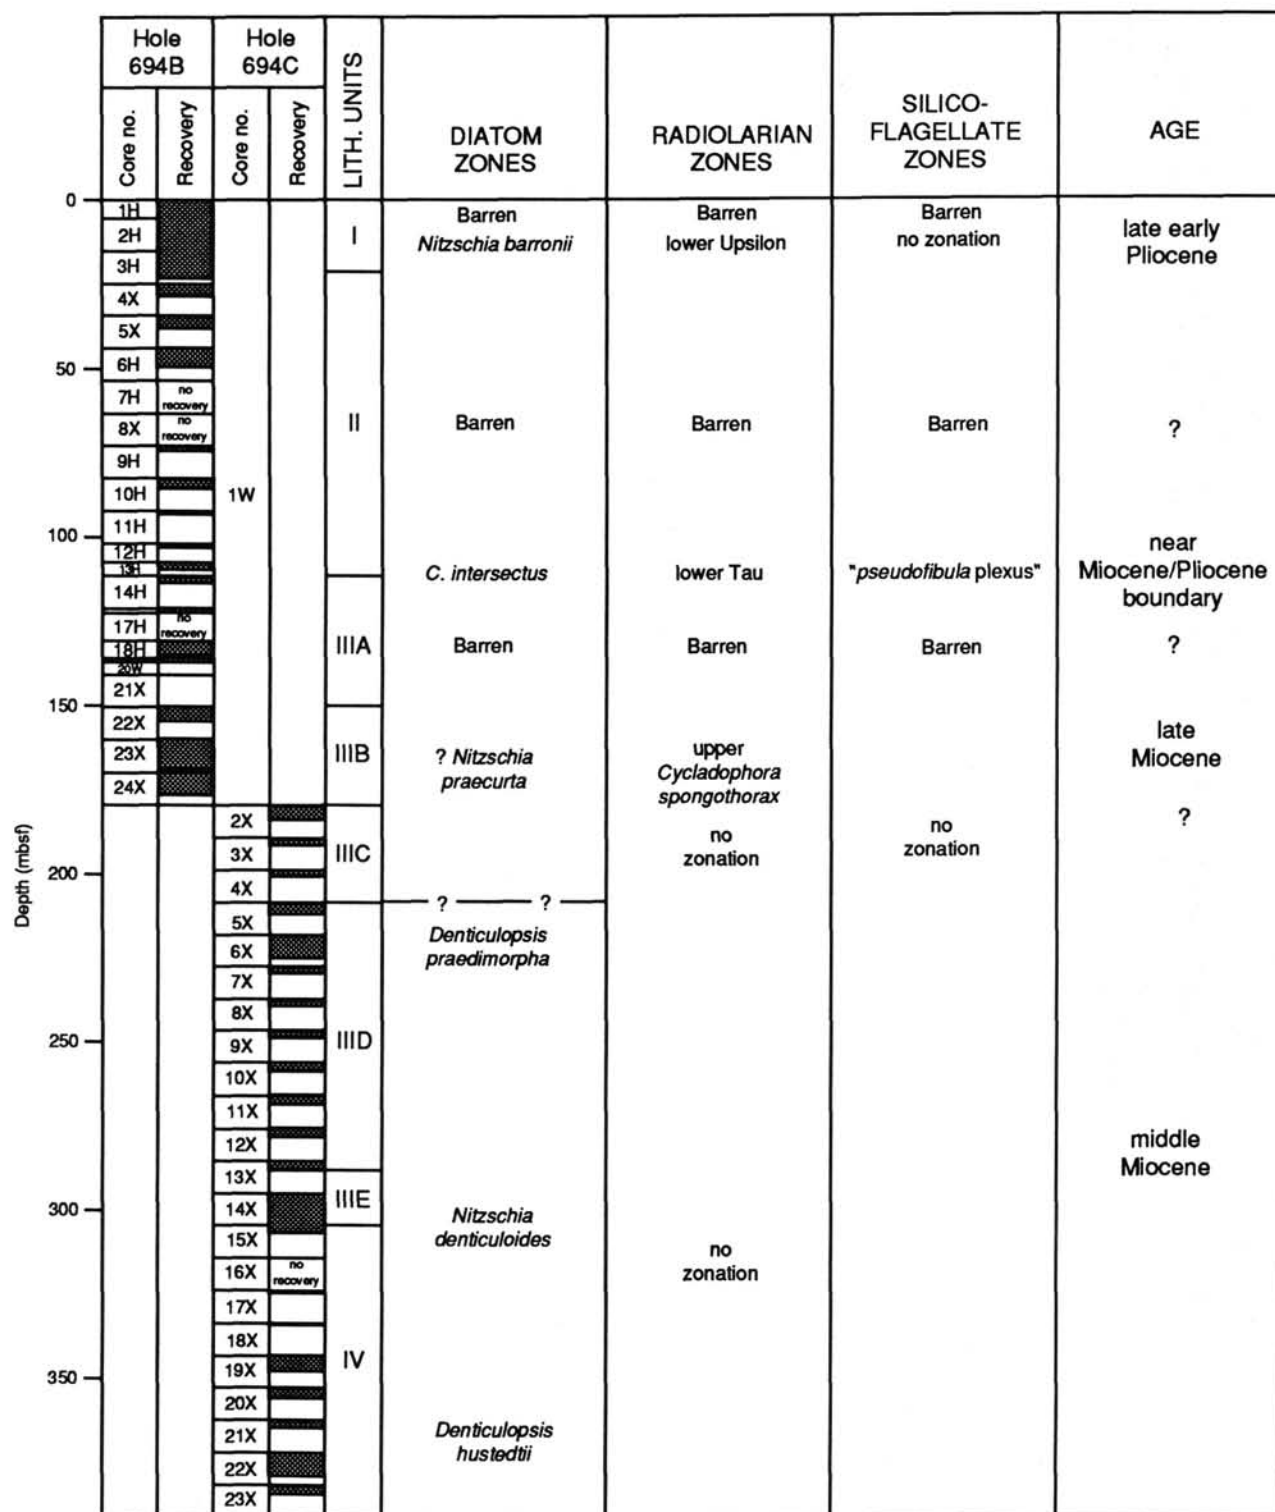 Hole
694B
Hole
694C
Core no.
Recovery
Core no.
Recovery
LITH. UNITS
DIATOM
ZONES
RADIOLARIAN
ZONES
SILICO-
FLAGELLATE
ZONES
AGE
Depth (mbsf)
0
50
100
150
200
250
300
350
1H
2H
3H
4X
5X
6H
7H
no
recovery
8X
no
recovery
9H
10H
11H
12H
13H
14H
17H
no
recovery
18H
20W
21X
22X
23X
24X
1W
2X
3X
4X
5X
6X
7X
8X
9X
10X
11X
12X
13X
14X
15X
16X
no
recovery
17X
18X
19X
20X
21X
22X
23X
I
II
IIIA
IIIB
IIIC
IIID
IIIE
IV
Barren
Nitzschia barronii
Barren
C. intersectus
Barren
? Nitzschia
praecurta
? ?
Denticulopsis
praedimorpha
Nitzschia
denticuloides
Denticulopsis
hustedtii
Barren
lower Upsilon
Barren
lower Tau
Barren
upper
Cycladophora
spongothorax
no
zonation
no
zonation
Barren
no zonation
Barren
"pseudofibula plexus"
Barren
no
zonation
late early
Pliocene
?
near
Miocene/Pliocene
boundary
?
late
Miocene
?
middle
Miocene